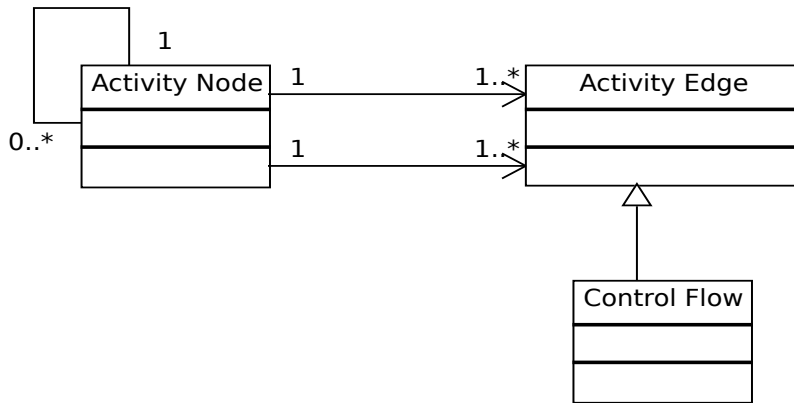 1
Activity Node
1
1..*
Activity Edge
0..*
1
1..*
Control Flow